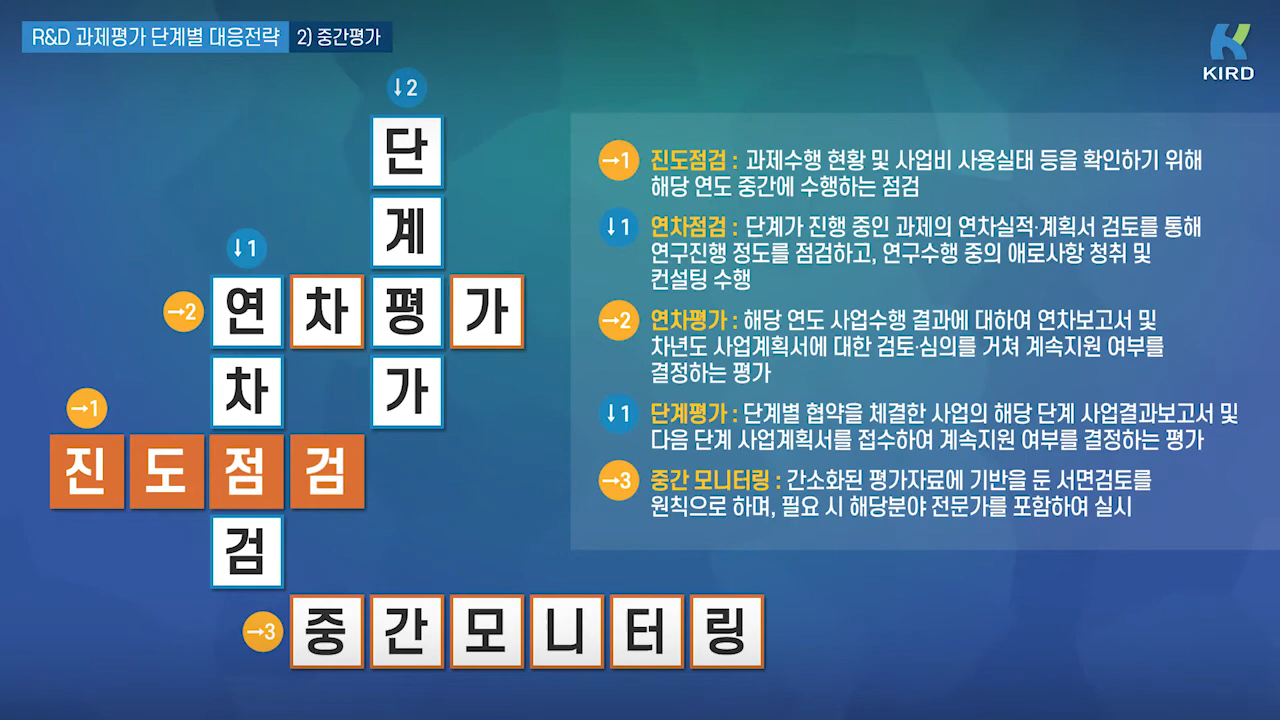 R&D 과제평가 단계별 대응전략 2) 중간평가
KIRD
↓2
단
계
↓1
→2 연 차 평 가
차 가
→1
진 도 점 검
검
→3 중 간 모 니 터 링
→1 진도점검 : 과제수행 현황 및 사업비 사용실태 등을 확인하기 위해
해당 연도 중간에 수행하는 점검
↓1 연차점검 : 단계가 진행 중인 과제의 연차실적·계획서 검토를 통해
연구진행 정도를 점검하고, 연구수행 중의 애로사항 청취 및
컨설팅 수행
→2 연차평가 : 해당 연도 사업수행 결과에 대하여 연차보고서 및
차년도 사업계획서에 대한 검토·심의를 거쳐 계속지원 여부를
결정하는 평가
↓1 단계평가 : 단계별 협약을 체결한 사업의 해당 단계 사업결과보고서 및
다음 단계 사업계획서를 접수하여 계속지원 여부를 결정하는 평가
→3 중간 모니터링 : 간소화된 평가자료에 기반을 둔 서면검토를
원칙으로 하며, 필요 시 해당분야 전문가를 포함하여 실시